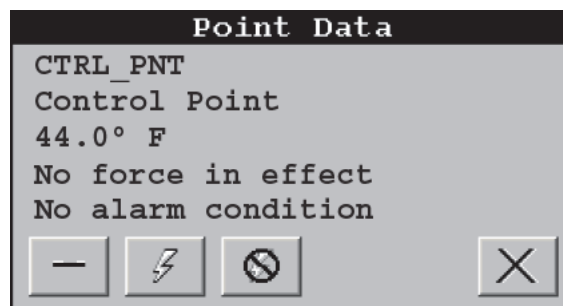 Point Data
CTRL_PNT
Control Point
44.0° F
No force in effect
No alarm condition